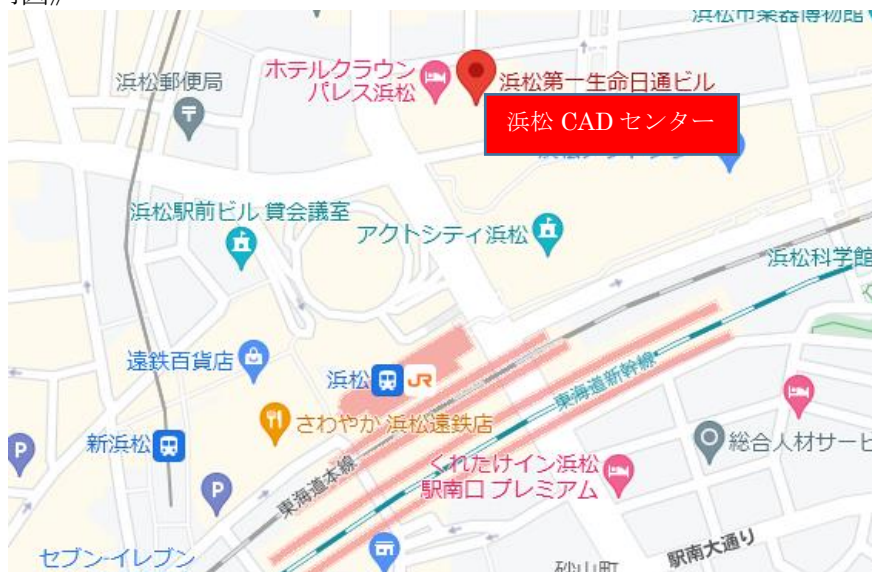 浜松市楽器博物館
ホテルクラウン
パレス浜松
浜松郵便局
浜松第一生命日通ビル
浜松 CAD センター
浜松駅前ビル 貸会議室
アクトシティ浜松
浜松科学館
遠鉄百貨店
浜松
JR
東海道新幹線
さわやか 浜松遠鉄店
新浜松
P
総合人材サービ
くれたけイン浜松
駅南口 プレミアム
東海道本線
P
駅南大通り
セブン-イレブン
砂山町